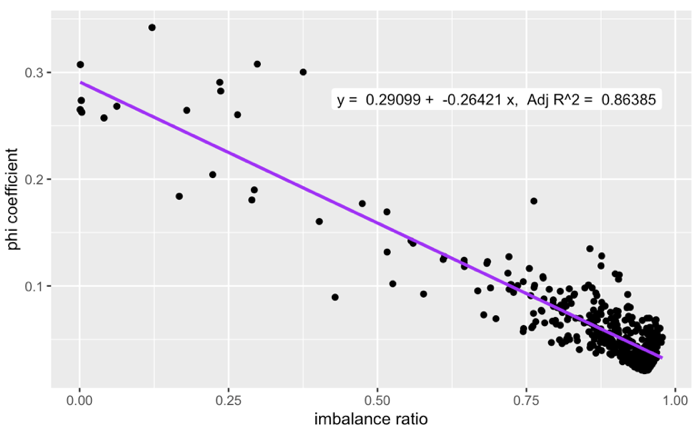 0.3
0.2
0.1
phi coefficient
y = 0.29099 + -0.26421 x, Adj R^2 = 0.86385
0.00 0.25 0.50 0.75 1.00
imbalance ratio